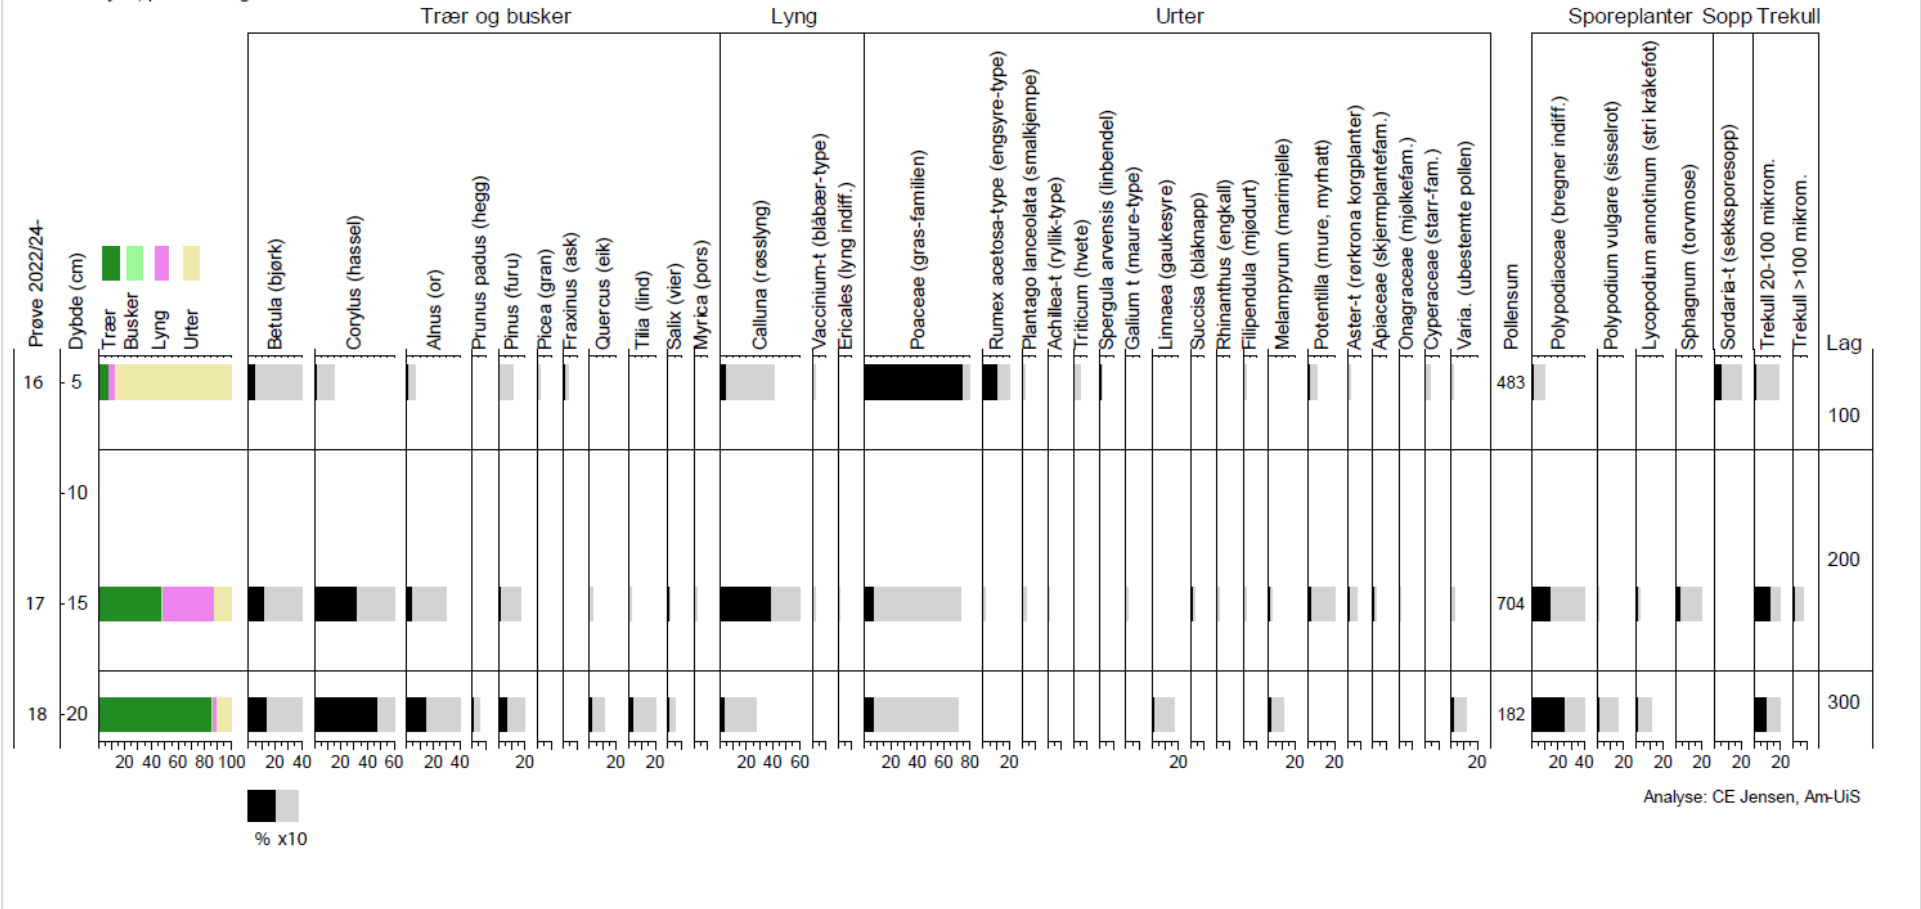 Trær og busker Lyng Urter Sporeplanter Sopp Trekull
Prøve 2022/24-
Dybde (cm)
Trær
Busker
Lyng
Urter
Betula (bjørk)
Corylus (hassel)
Alnus (or)
Prunus padus (hegg)
Pinus (furu)
Picea (gran)
Fraxinus (ask)
Quercus (eik)
Tilia (lind)
Salix (vier)
Myrica (pors)
Calluna (røsslyng)
Vaccinium-t (blåbær-type)
Ericales (lyng indiff.)
Poaceae (gras-familien)
Rumex acetosa-type (engsyre-type)
Plantago lanceolata (smalkjempe)
Achillea-t (ryllik-type)
Triticum (hvete)
Spergula arvensis (linbendel)
Galium t (maure-type)
Linnaea (gaukesyre)
Succisa (blåknapp)
Rhinanthus (engkall)
Filipendula (mjødurt)
Melampyrum (marimjelle)
Potentilla (mure, myrhatt)
Aster-t (rørkrona korgplanter)
Apiaceae (skjermplantefam.)
Onagraceae (mjølkefam.)
Cyperaceae (starr-fam.)
Varia. (ubestemte pollen)
Pollensum
Polypodiaceae (bregner indiff.)
Polypodium vulgare (sisselrot)
Lycopodium annotinum (stri kråkefot)
Sphagnum (torvmose)
Sordaria-t (sekksporesopp)
Trekull 20-100 mikrom.
Trekull >100 mikrom.
Lag
16 5 483
100
10
200
17 15 704
18 20 182 300
20 40 60 80 100 20 40 20 40 60 20 40 20 20 20 20 40 60 20 40 60 80 20 20 20 20 20 20 40 20 20 20 20 20
Analyse: CE Jensen, Am-UiS
% x10